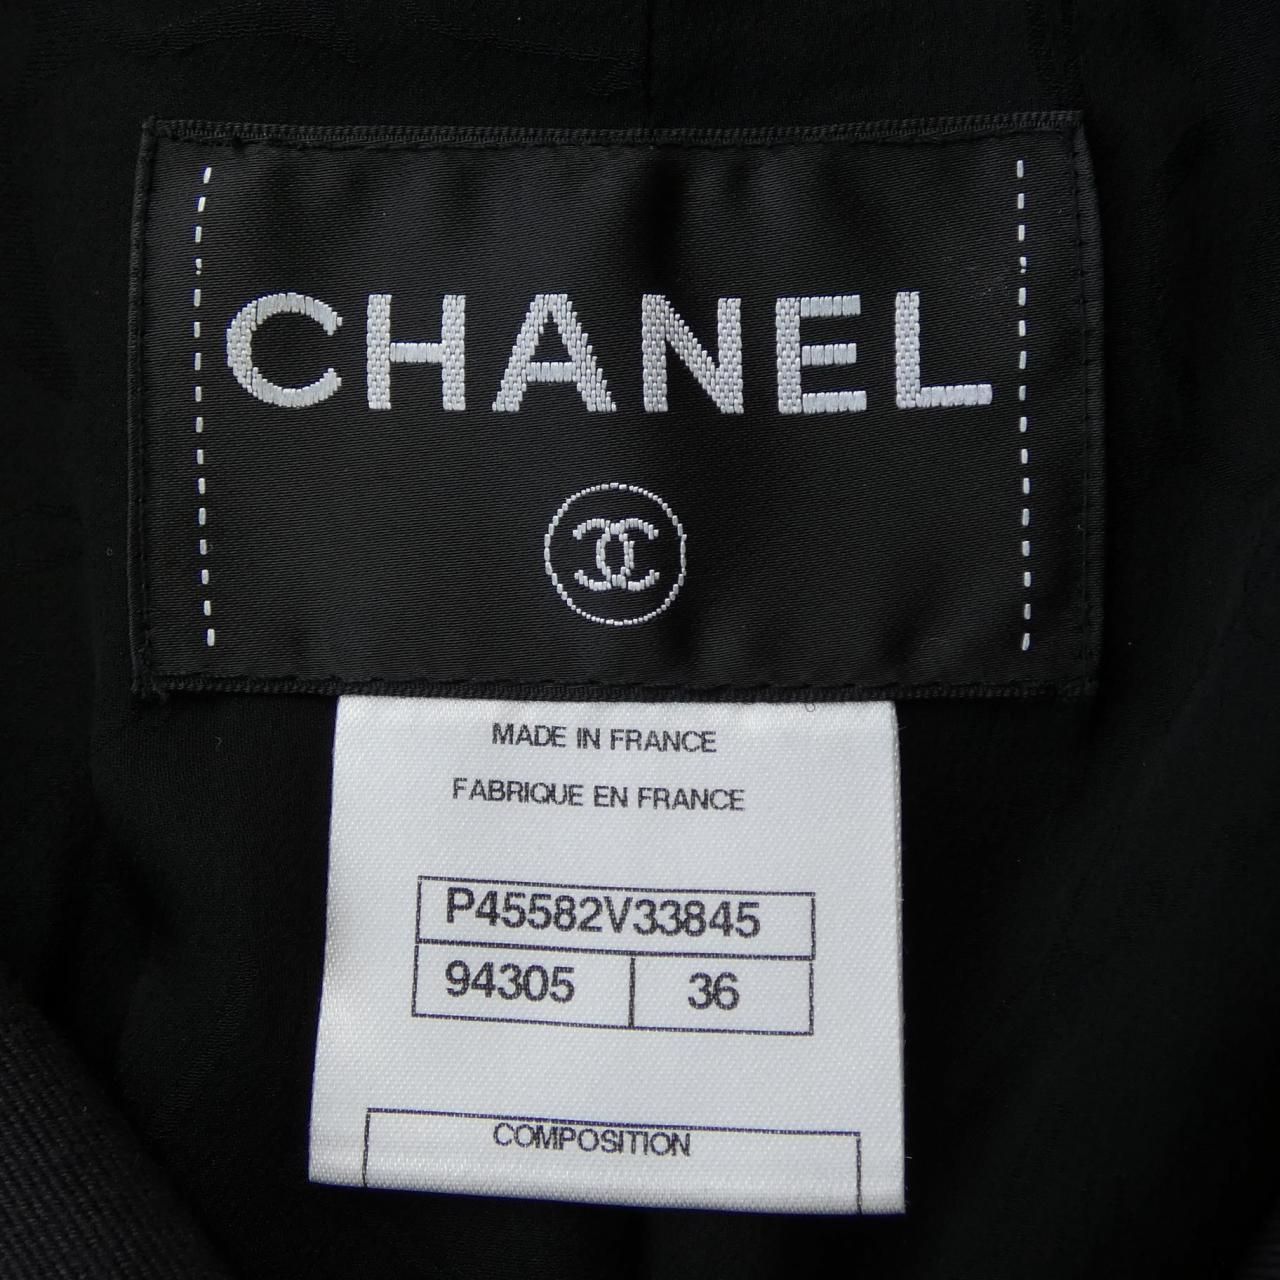 CHANEL
MADE IN FRANCE
FABRIQUE EN FRANCE
P45582V33845
94305 36
COMPOSITION